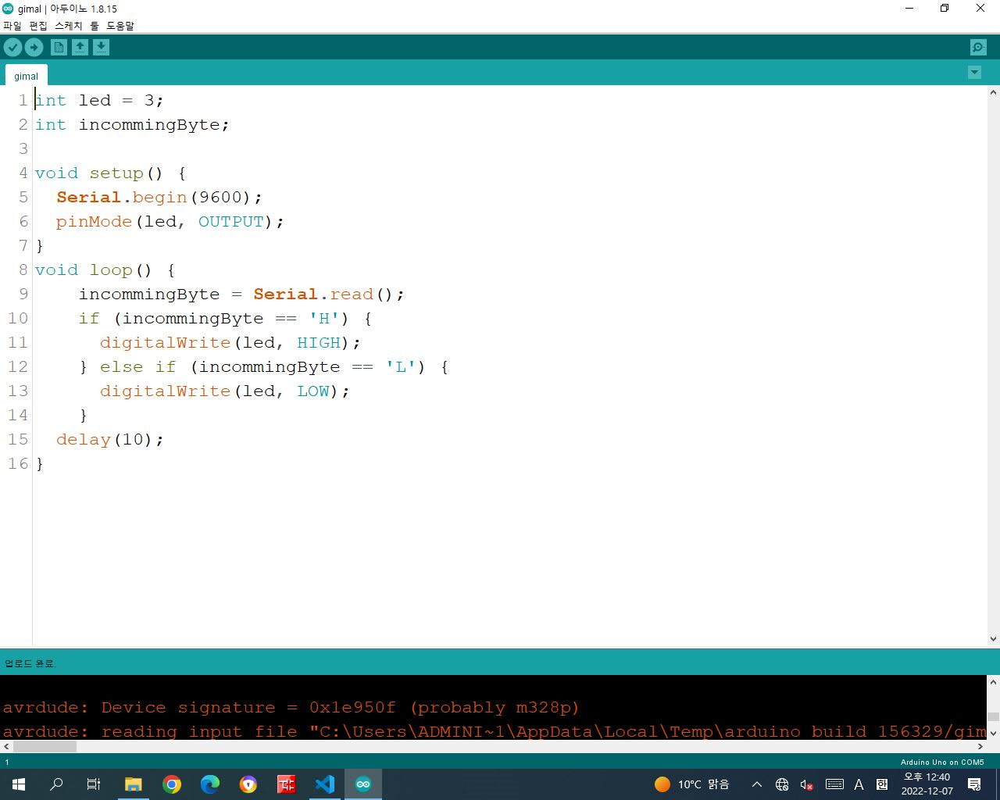 gimal | 아두이노 1.8.15
파일 편집 스케치 툴 도움말
gimal
1 int led = 3;
2 int incommingByte;
3
4 void setup() {
5   Serial.begin(9600);
6   pinMode(led, OUTPUT);
7 }
8 void loop() {
9     incommingByte = Serial.read();
10     if (incommingByte == 'H') {
11       digitalWrite(led, HIGH);
12     } else if (incommingByte == 'L') {
13       digitalWrite(led, LOW);
14     }
15   delay(10);
16 }
업로드 완료.
avrdude: Device signature = 0x1e950f (probably m328p)
avrdude: reading input file "C:\Users\ADMINI~1\AppData\Local\Temp\arduino_build_156329/gim
1
Arduino Uno on COM5
10°C 맑음
A
한
오후 12:40
2022-12-07